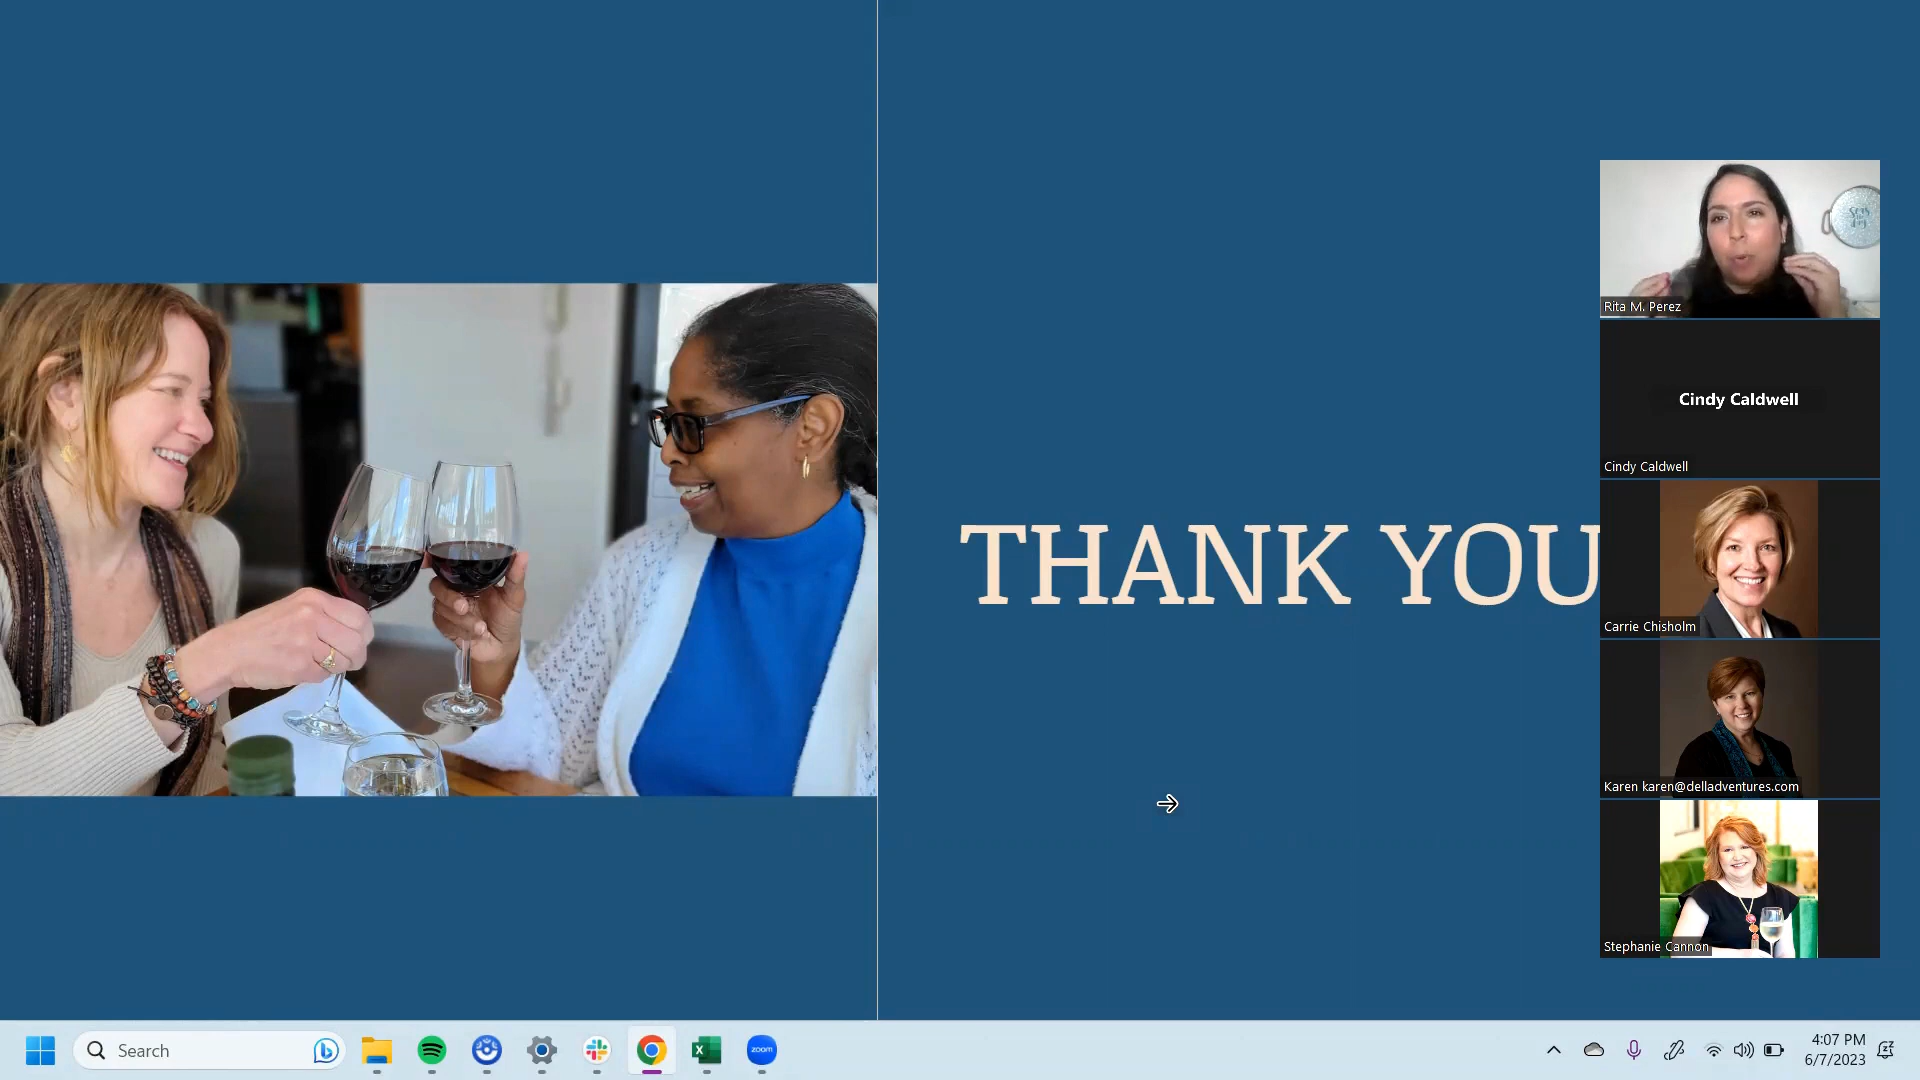 THANK YOU
Rita M. Perez
Cindy Caldwell
Cindy Caldwell
Carrie Chisholm
Karen karen@delladventures.com
Stephanie Cannon
Search
zoom
4:07 PM
6/7/2023